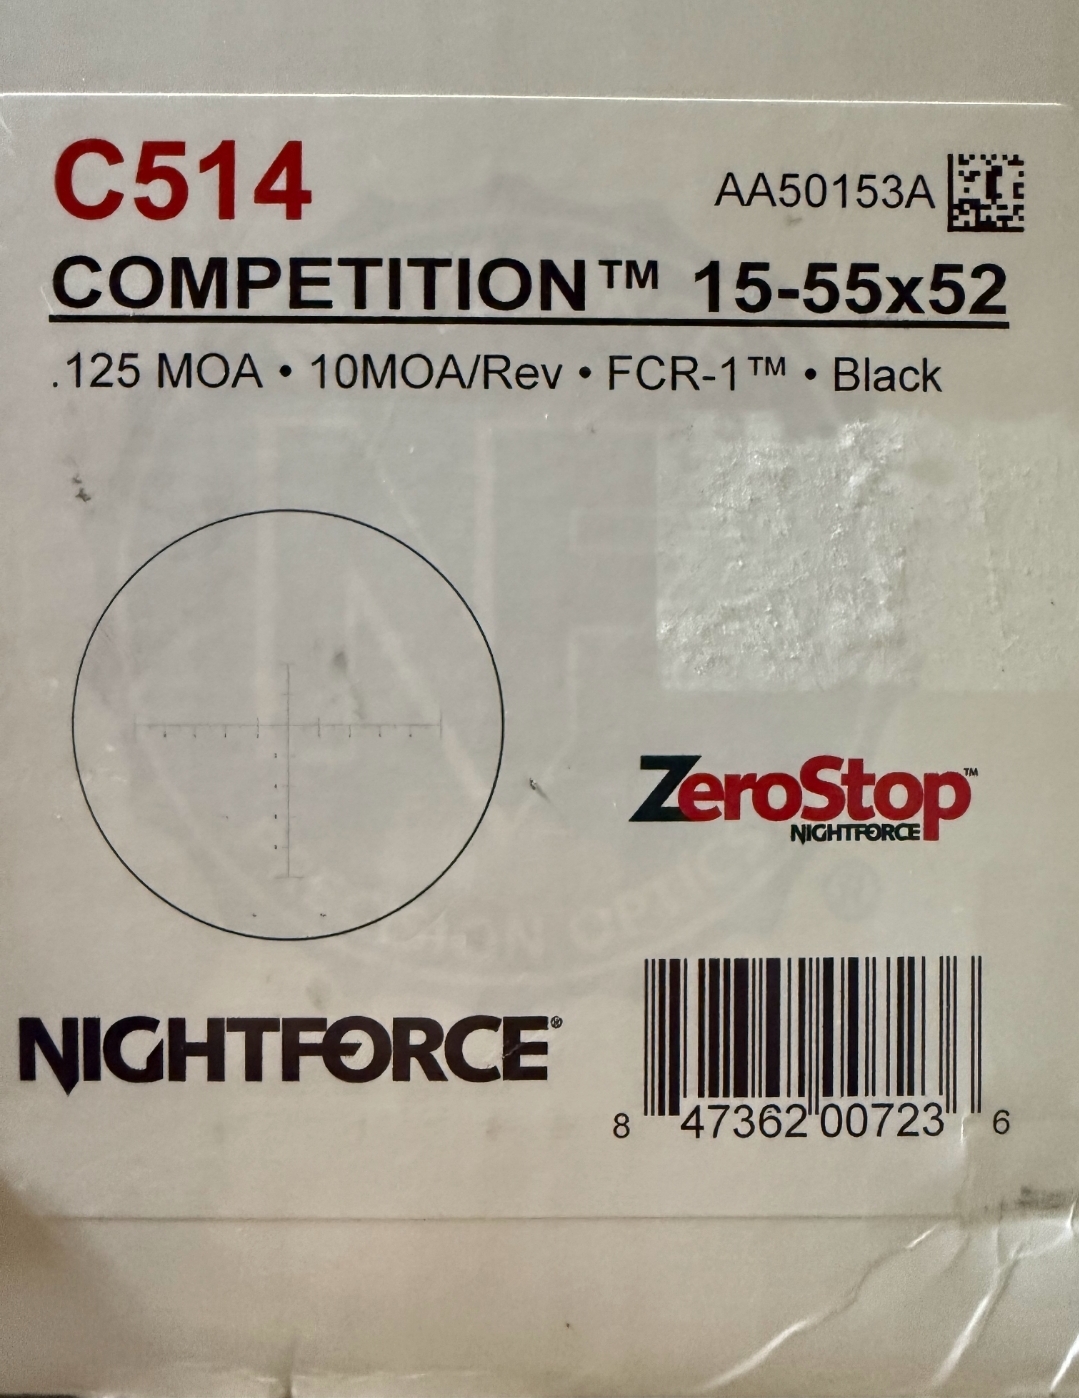 C514
AA50153A
COMPETITION™ 15-55x52
.125 MOA • 10MOA/Rev • FCR-1™ • Black
ZeroStop™
NIGHTFORCE
NIGHTFORCE®
8 47362 00723 6